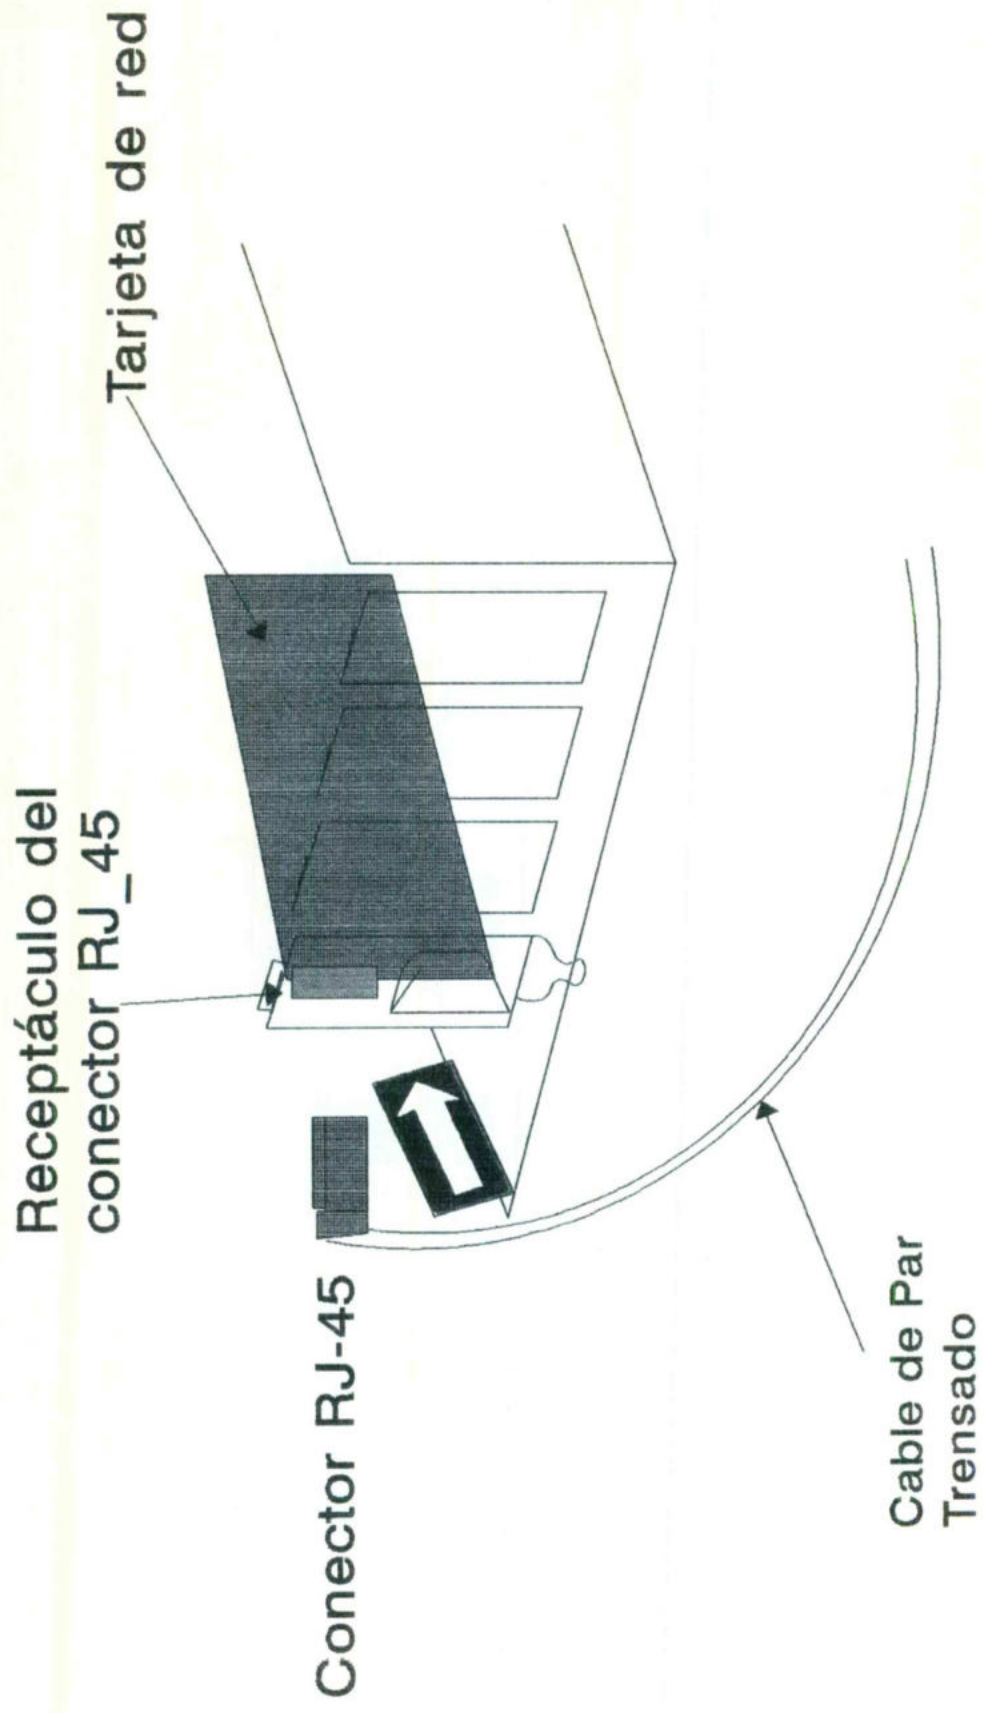 Receptáculo del
conector RJ_45
Tarjeta de red
Conector RJ-45
Cable de Par
Trensado